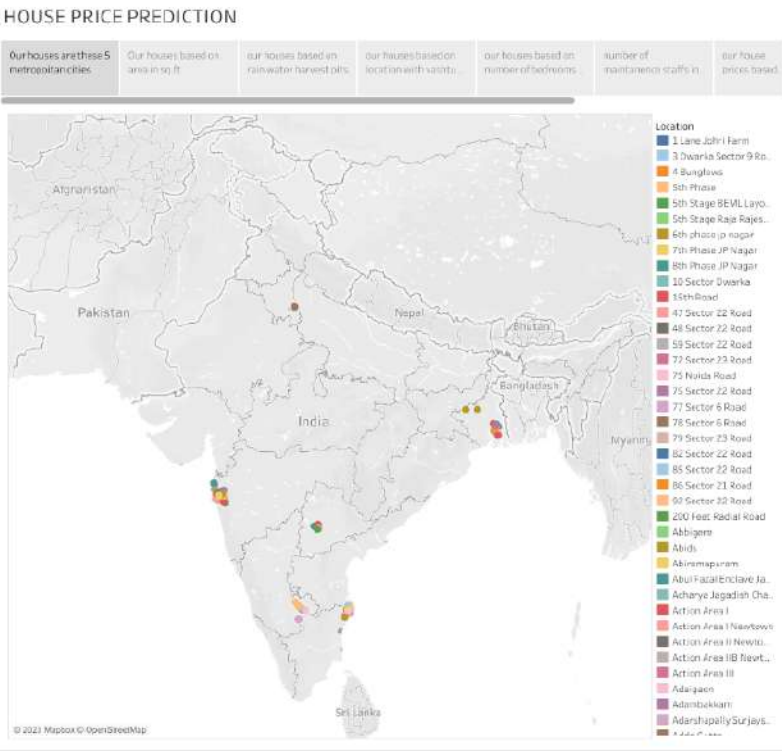 HOUSE PRICE PREDICTION
Our houses are these 5
metropoitan cities
Our houses based on
area in sq.ft
our houses based on
rain water harvest pits
our houses based on
location with vaastu...
our houses based on
number of bedrooms...
number of
maintanence staffs in...
our house
prices based
Location
1 Lane Johri Farm
3 Dwarka Sector 9 Ro..
4 Bunglows
5th Phase
5th Stage BEML Layo..
5th Stage Raja Rajes..
6th phase jp nagar
7th Phase JP Nagar
8th Phase JP Nagar
10 Sector Dwarka
15th Road
47 Sector 22 Road
48 Sector 22 Road
59 Sector 22 Road
72 Sector 23 Road
75 Noida Road
75 Sector 22 Road
77 Sector 6 Road
78 Sector 6 Road
79 Sector 23 Road
82 Sector 22 Road
85 Sector 22 Road
86 Sector 21 Road
92 Sector 22 Road
200 Feet Radial Road
Abbigere
Abids
Abiramapuram
Abul Fazal Enclave Ja..
Acharya Jagadish Cha..
Action Area I
Action Area I Newtown
Action Area II Newto..
Action Area IIB Newt..
Action Area III
Adaigaon
Adambakkam
Adarshapally Surjays..
Afghanistan
Pakistan
Nepal
Bhutan
Bangladesh
India
Myanm
Sri Lanka
© 2023 Mapbox © OpenStreetMap